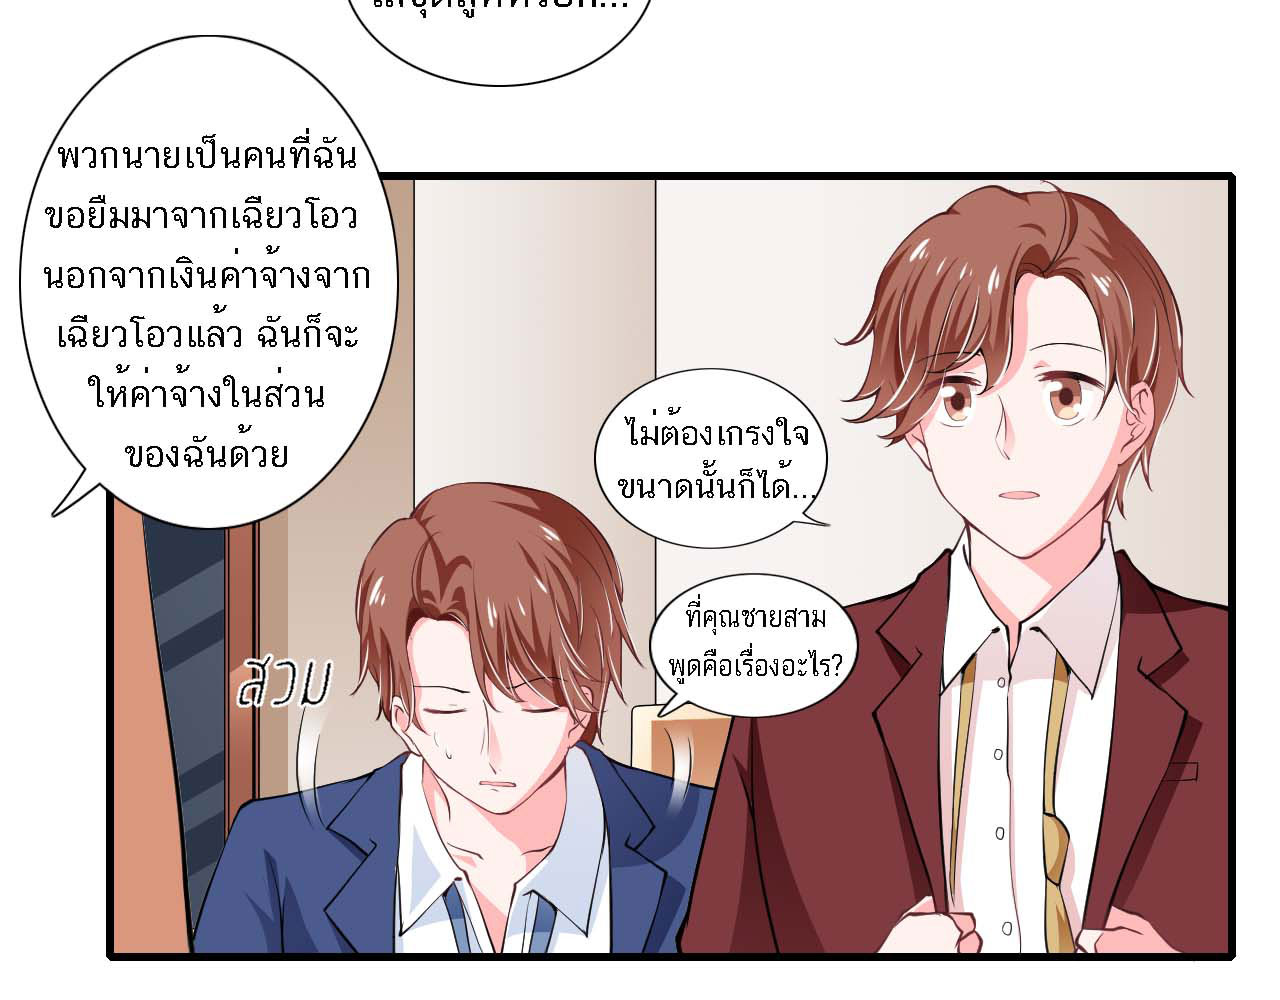 พวกนายเป็นคนที่ฉัน
ขอยืมมาจากเฉียวโอว
นอกจากเงินค่าจ้างจาก
เฉียวโอวแล้ว ฉันก็จะ
ให้ค่าจ้างในส่วน
ของฉันด้วย
ไม่ต้องเกรงใจ
ขนาดนั้นก็ได้...
ที่คุณชายสาม
พูดคือเรื่องอะไร?
สวม